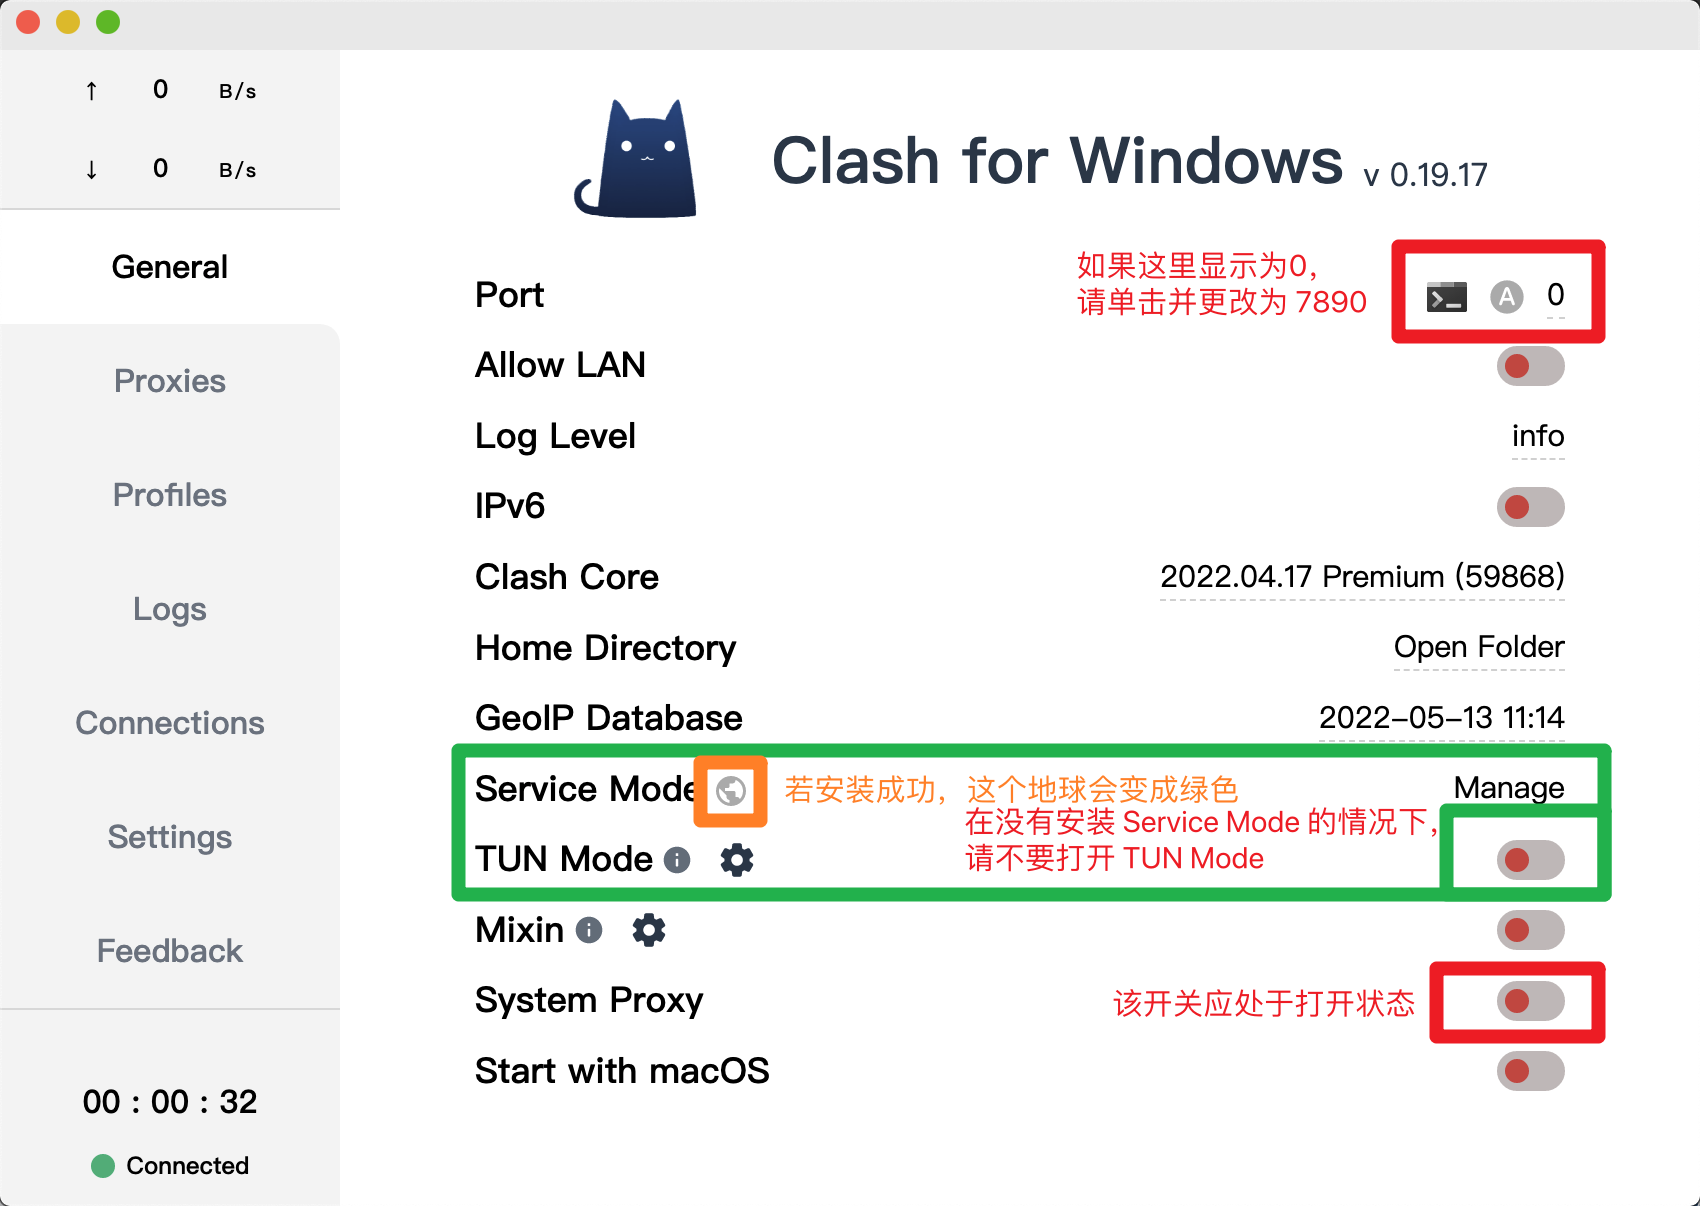 ↑ 0 B/s
↓ 0 B/s
General
Proxies
Profiles
Logs
Connections
Settings
Feedback
00 : 00 : 32
Connected
Clash for Windows v 0.19.17
Port
如果这里显示为0,
请单击并更改为 7890
A 0
Allow LAN
Log Level info
IPv6
Clash Core 2022.04.17 Premium (59868)
Home Directory Open Folder
GeoIP Database 2022-05-13 11:14
Service Mode 若安装成功，这个地球会变成绿色 Manage
在没有安装 Service Mode 的情况下，
请不要打开 TUN Mode
TUN Mode
Mixin
System Proxy 该开关应处于打开状态
Start with macOS